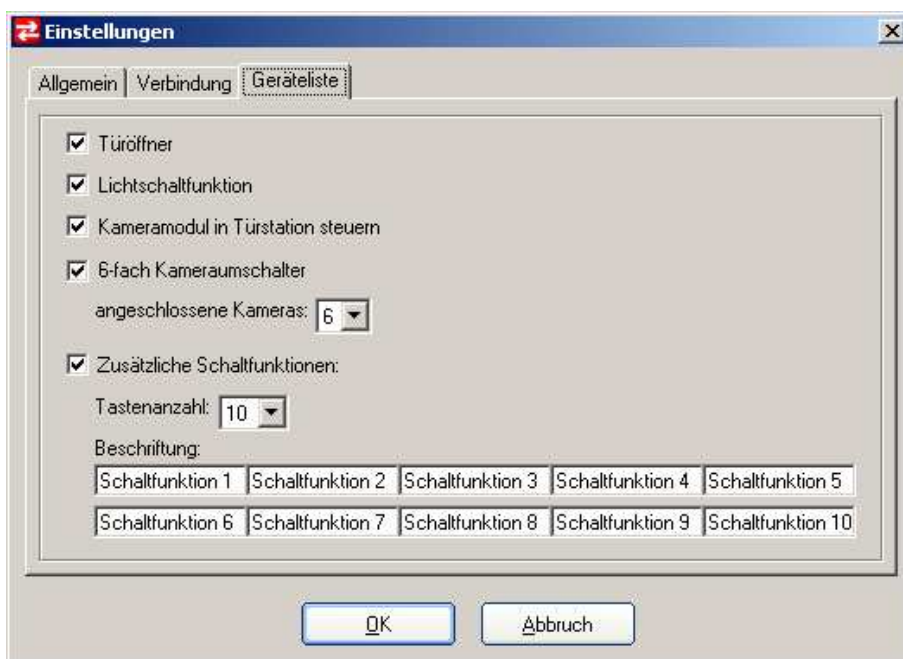 Einstellungen
Allgemein Verbindung Geräteliste
Türöffner
Lichtschaltfunktion
Kameramodul in Türstation steuern
6-fach Kameraumschalter
angeschlossene Kameras: 6
Zusätzliche Schaltfunktionen:
Tastenanzahl: 10
Beschriftung:
Schaltfunktion 1 Schaltfunktion 2 Schaltfunktion 3 Schaltfunktion 4 Schaltfunktion 5
Schaltfunktion 6 Schaltfunktion 7 Schaltfunktion 8 Schaltfunktion 9 Schaltfunktion 10
OK Abbruch